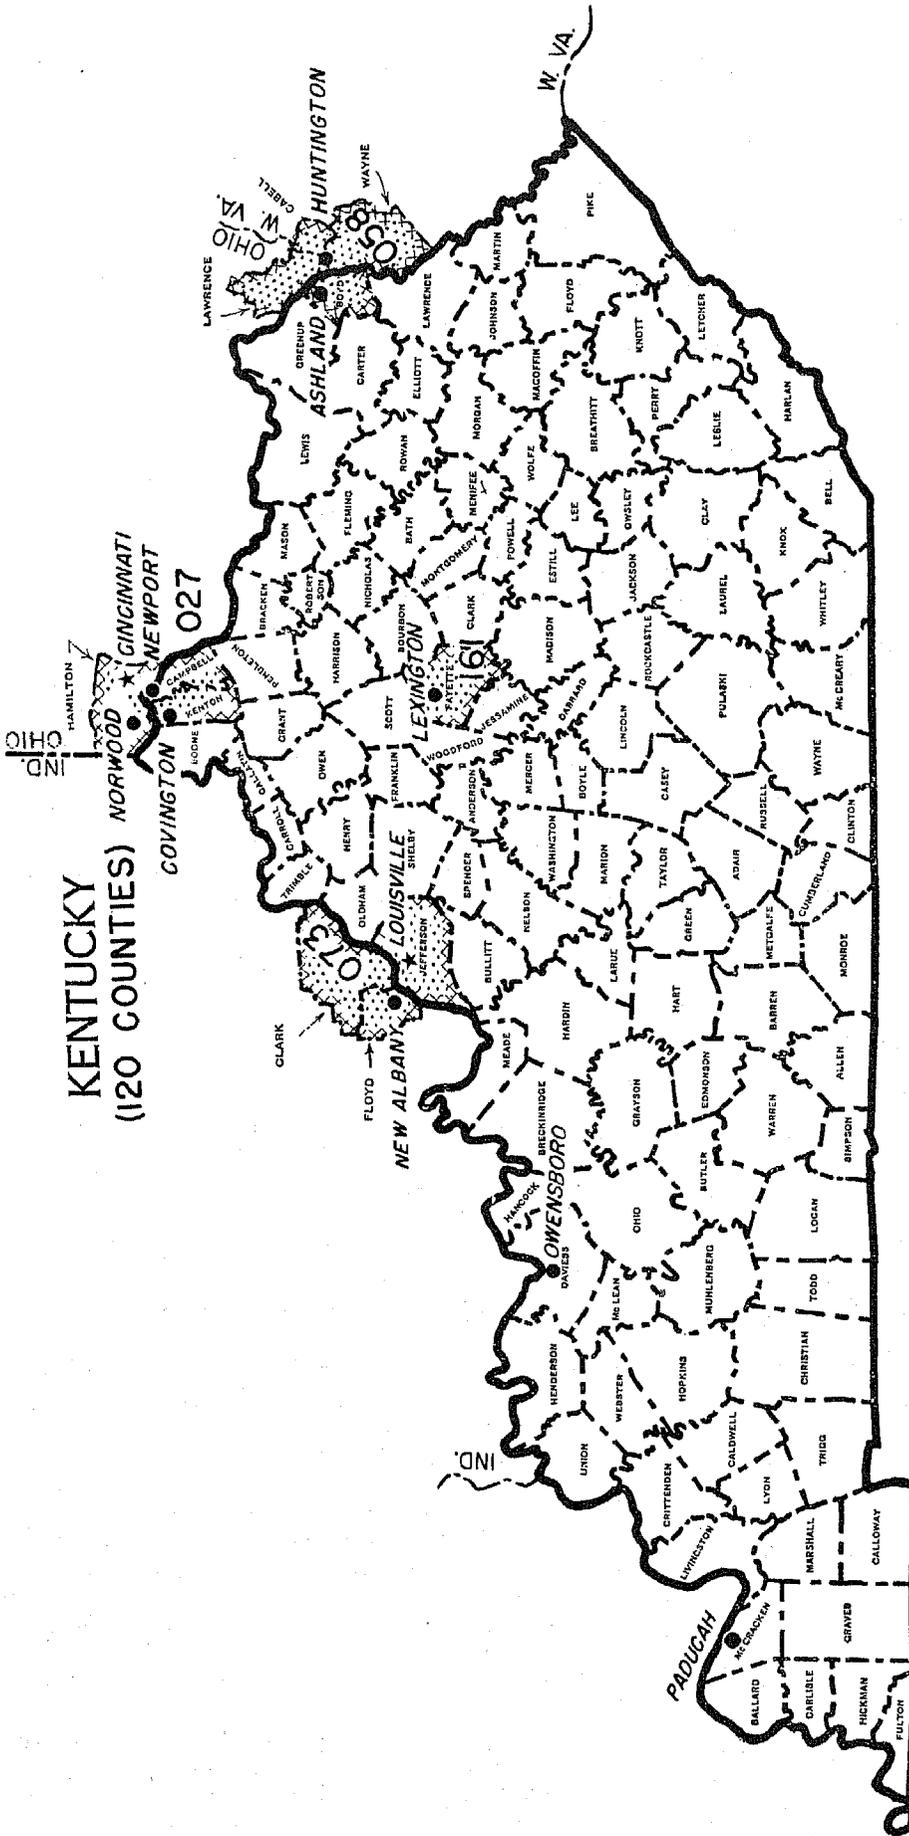 KENTUCKY
(120 COUNTIES)
IND.
OHIO
HAMILTON
NORWOOD
CINCINNATI
NEWPORT
COVINGTON
027
CAMPBELL
KENTON
BOONE
PENDLETON
GALLATIN
GRANT
BRACKEN
MASON
ROBERT
SON
LEWIS
FLEMING
GREENUP
LAWRENCE
OHIO
W. VA.
CABELL
HUNTINGTON
WAYNE
058
ASHLAND
BOYD
CARTER
ELLIOTT
LAWRENCE
ROWAN
BATH
NICHOLAS
HARRISON
OWEN
CARROLL
TRIMBLE
HENRY
OLDHAM
CLARK
FLOYD
NEW ALBANY
073
LOUISVILLE
JEFFERSON
SHELBY
FRANKLIN
SCOTT
BOURBON
LEXINGTON
FAYETTE
191
WOODFORD
JESSAMINE
CLARK
MONTGOMERY
MENIFEE
MORGAN
JOHNSON
MARTIN
W. VA.
PIKE
FLOYD
MAGOFFIN
WOLFE
POWELL
ESTILL
LEE
BREATHITT
KNOTT
LETCHER
PERRY
LESLIE
HARLAN
OWSLEY
CLAY
JACKSON
MADISON
GARRARD
MERCER
ANDERSON
SPENCER
BULLITT
NELSON
WASHINGTON
BOYLE
LINCOLN
ROCKCASTLE
LAUREL
KNOX
BELL
WHITLEY
McCREARY
PULASKI
CASEY
MARION
LARUE
HARDIN
MEADE
BRECKINRIDGE
HANCOCK
OWENSBORO
DAVIESS
GRAYSON
HART
GREEN
TAYLOR
ADAIR
RUSSELL
WAYNE
CLINTON
CUMBERLAND
METCALFE
MONROE
BARREN
EDMONSON
ALLEN
WARREN
SIMPSON
BUTLER
OHIO
McLEAN
MUHLENBERG
LOGAN
TODD
CHRISTIAN
HOPKINS
WEBSTER
HENDERSON
UNION
IND.
CRITTENDEN
CALDWELL
LYON
TRIGG
LIVINGSTON
MARSHALL
CALLOWAY
PADUCAH
McCRACKEN
GRAVES
BALLARD
CARLISLE
HICKMAN
FULTON